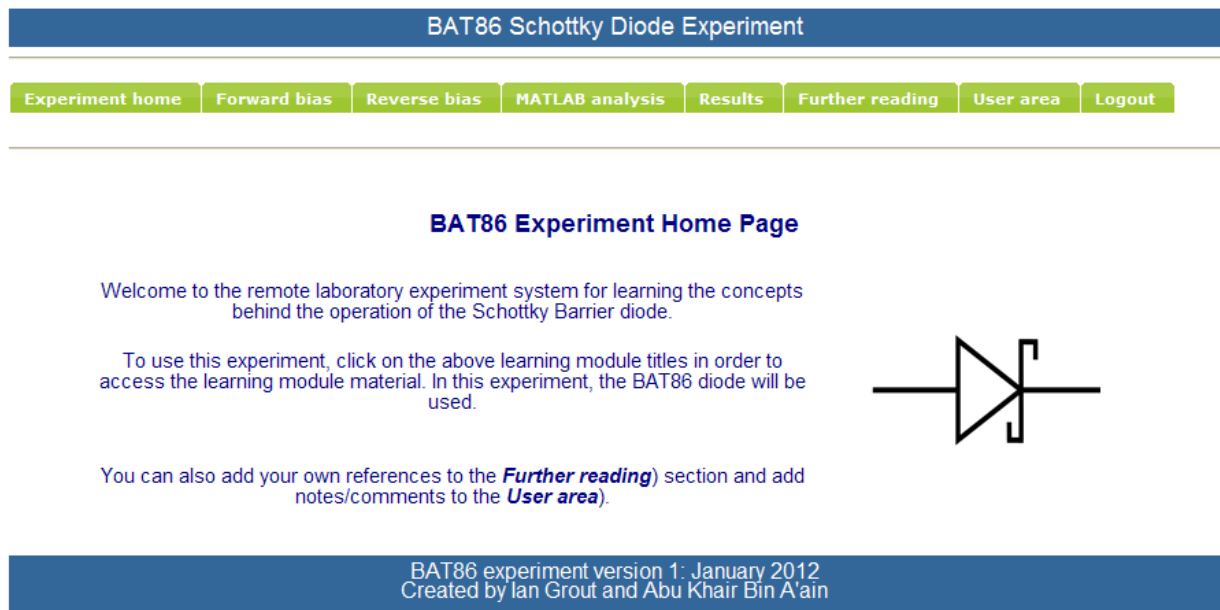 BAT86 Schottky Diode Experiment
Experiment home Forward bias Reverse bias MATLAB analysis Results Further reading User area Logout
BAT86 Experiment Home Page
Welcome to the remote laboratory experiment system for learning the concepts
behind the operation of the Schottky Barrier diode.
To use this experiment, click on the above learning module titles in order to
access the learning module material. In this experiment, the BAT86 diode will be
used.
You can also add your own references to the Further reading) section and add
notes/comments to the User area).
BAT86 experiment version 1: January 2012
Created by Ian Grout and Abu Khair Bin A'ain